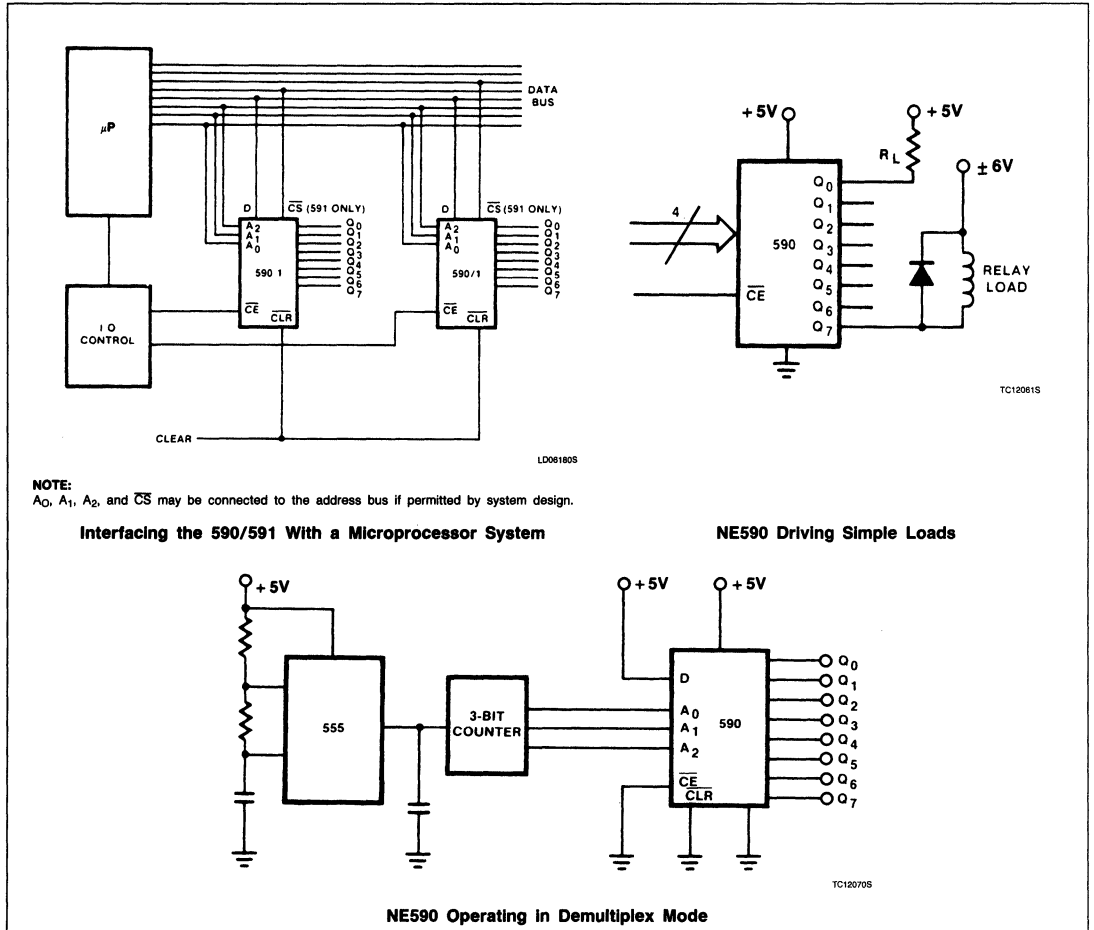 μP
DATA
BUS
D
CS (591 ONLY)
A2
A1
A0
590 1
CE
CLR
Q0
Q1
Q2
Q3
Q4
Q5
Q6
Q7
D
CS (591 ONLY)
A2
A1
A0
590/1
CE
CLR
Q0
Q1
Q2
Q3
Q4
Q5
Q6
Q7
I O
CONTROL
CLEAR
LD06180S
+5V
+5V
RL
± 6V
4
590
CE
Q0
Q1
Q2
Q3
Q4
Q5
Q6
Q7
RELAY
LOAD
TC12061S
NOTE:
AO, A1, A2, and CS may be connected to the address bus if permitted by system design.
Interfacing the 590/591 With a Microprocessor System
NE590 Driving Simple Loads
+5V
555
3-BIT
COUNTER
+5V
+5V
D
A0
A1
A2
590
CE
CLR
Q0
Q1
Q2
Q3
Q4
Q5
Q6
Q7
TC12070S
NE590 Operating in Demultiplex Mode